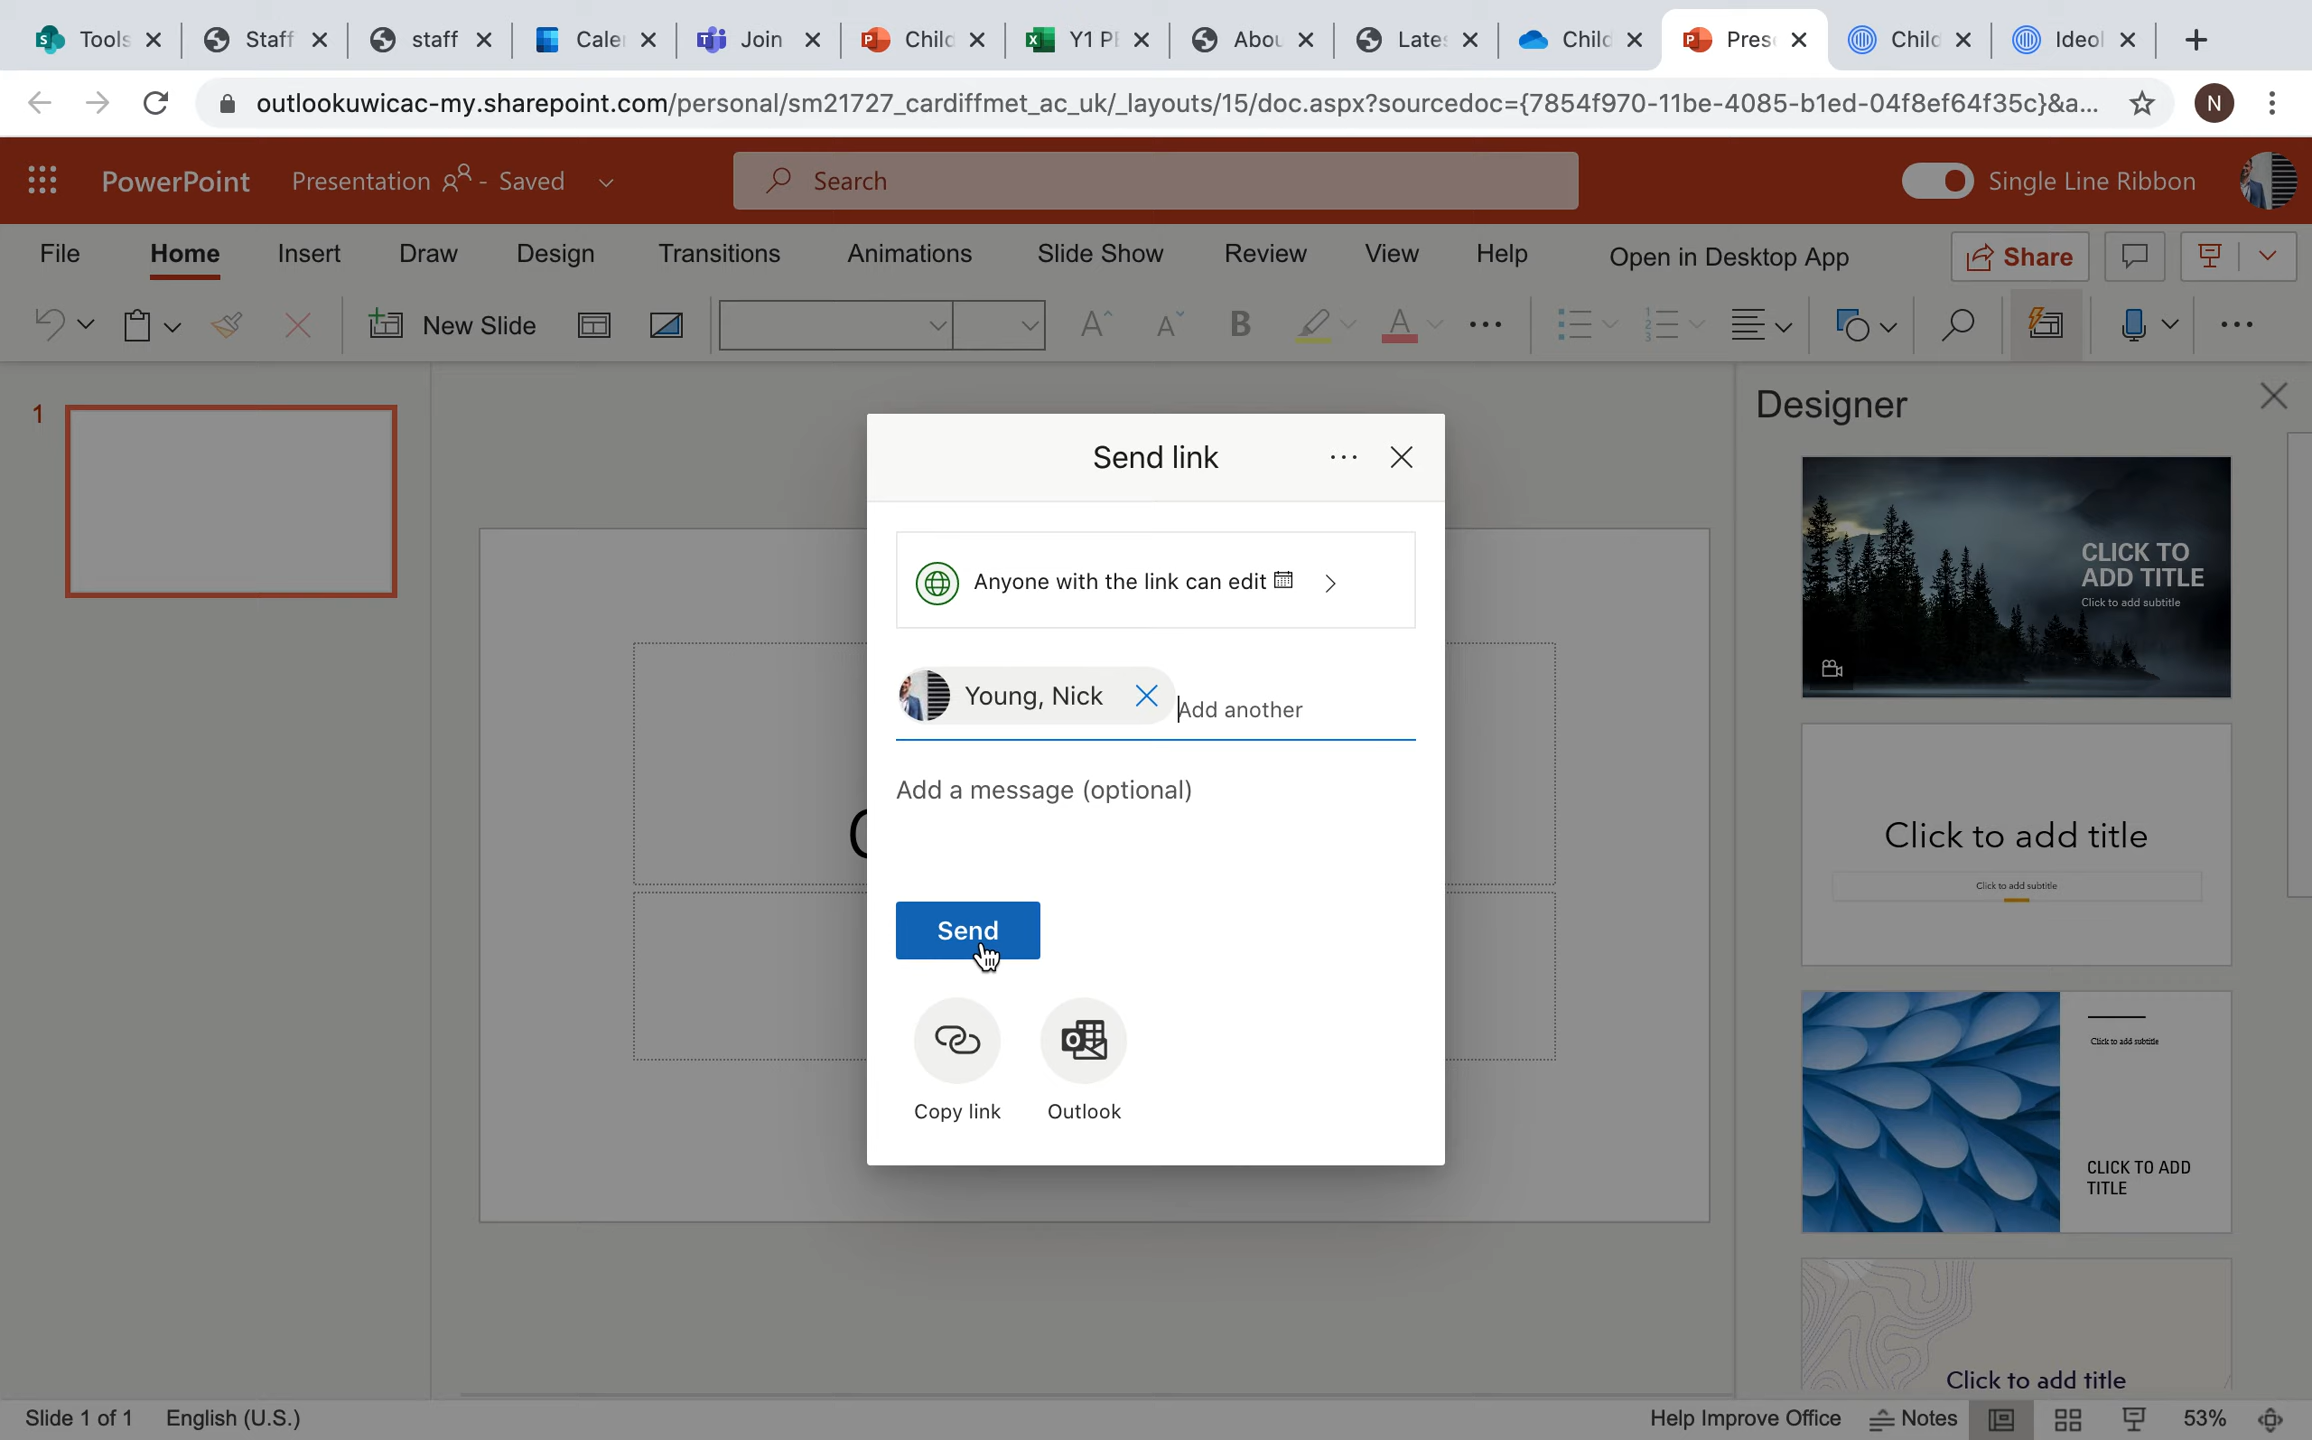 Tools Staff staff Cale Join Child Y1 P Abou Late Child Pres Child Ideol
outlookuwicac-my.sharepoint.com/personal/sm21727_cardiffmet_ac_uk/_layouts/15/doc.aspx?sourcedoc={7854f970-11be-4085-b1ed-04f8ef64f35c}&a... N
PowerPoint Presentation - Saved Search Single Line Ribbon
File Home Insert Draw Design Transitions Animations Slide Show Review View Help Open in Desktop App Share
New Slide
1
Designer
Send link
CLICK TO
ADD TITLE
Click to add subtitle
Anyone with the link can edit
Young, Nick Add another
Add a message (optional)
Click to add title
Click to add subtitle
Send
Copy link Outlook
Click to add subtitle
CLICK TO ADD
TITLE
Click to add title
Slide 1 of 1 English (U.S.) Help Improve Office Notes 53%